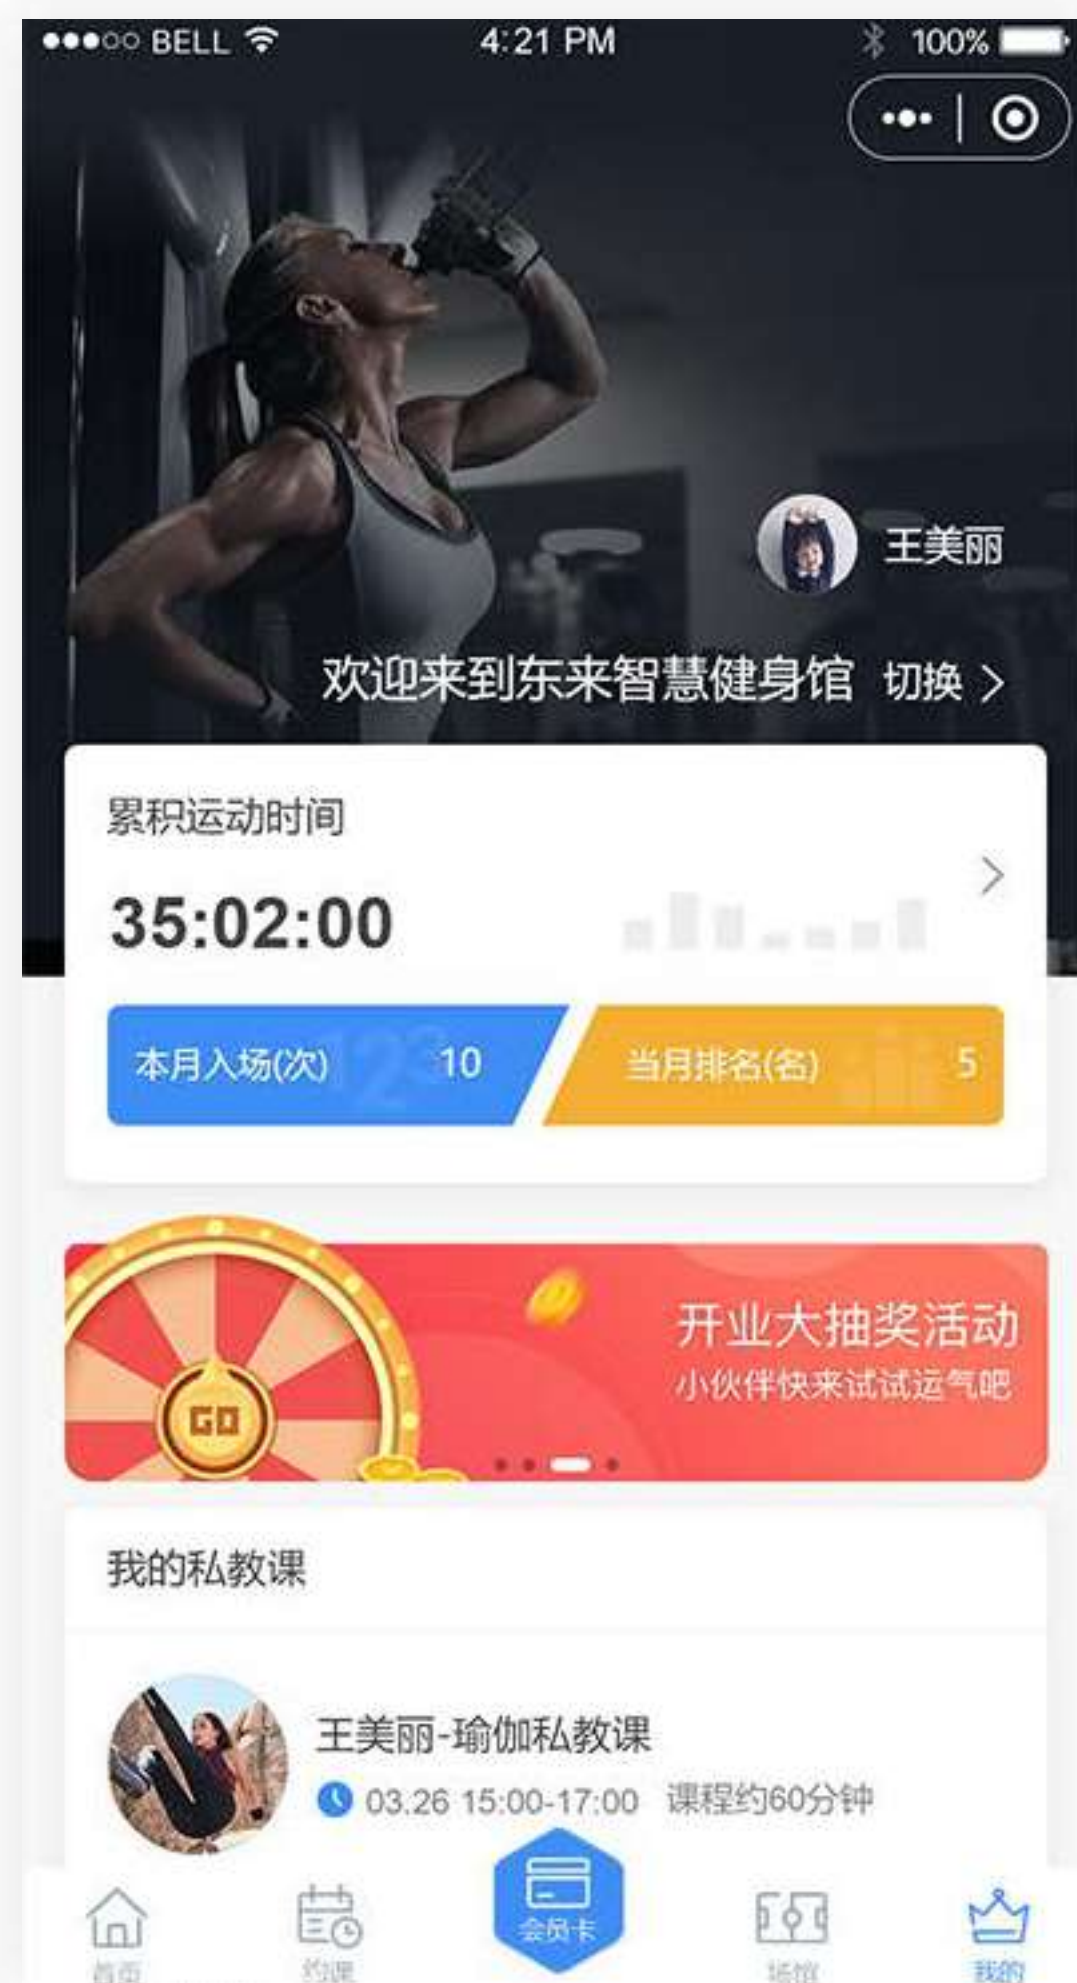 BELL 4:21 PM 100%
王美丽
欢迎来到东来智慧健身馆 切换
累积运动时间
35:02:00
本月入场(次) 10 当月排名(名) 5
开业大抽奖活动
小伙伴快来试试运气吧
GO
我的私教课
王美丽-瑜伽私教课
03.26 15:00-17:00 课程约60分钟
首页 约课 会员卡 场馆 我的